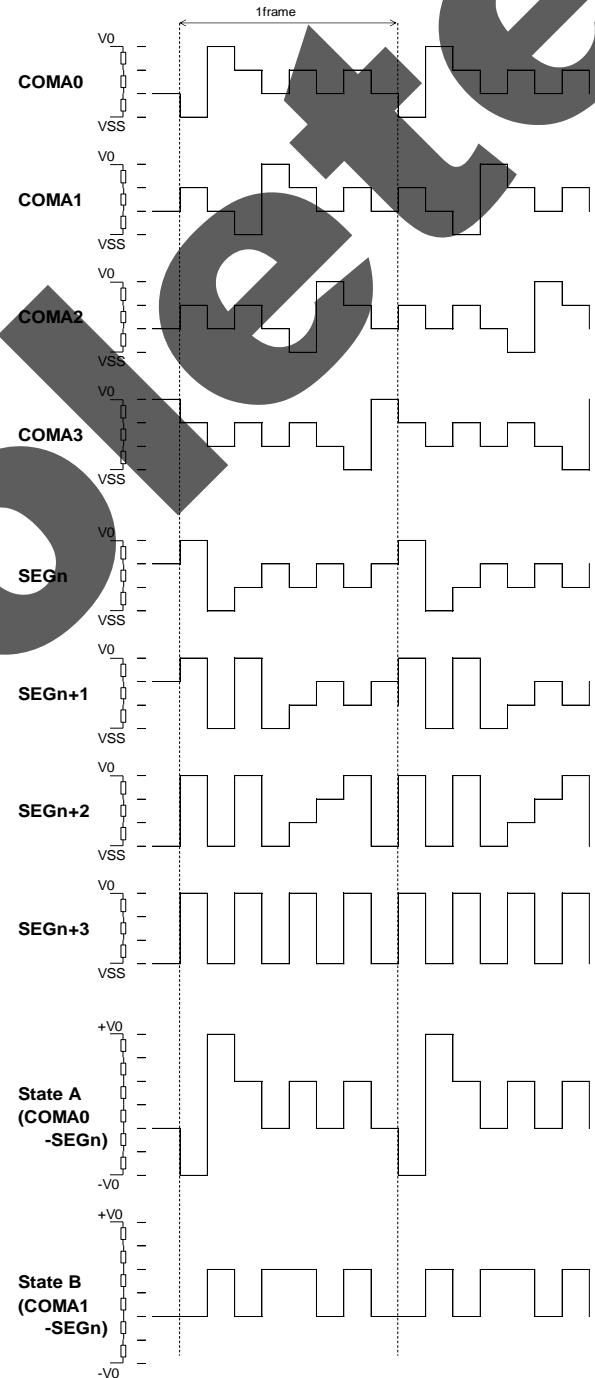 1frame
V0
COMA0
VSS
V0
COMA1
VSS
V0
COMA2
VSS
V0
COMA3
VSS
V0
SEGn
VSS
V0
SEGn+1
VSS
V0
SEGn+2
VSS
V0
SEGn+3
VSS
+V0
State A
(COMA0
-SEGn)
-V0
+V0
State B
(COMA1
-SEGn)
-V0
olete